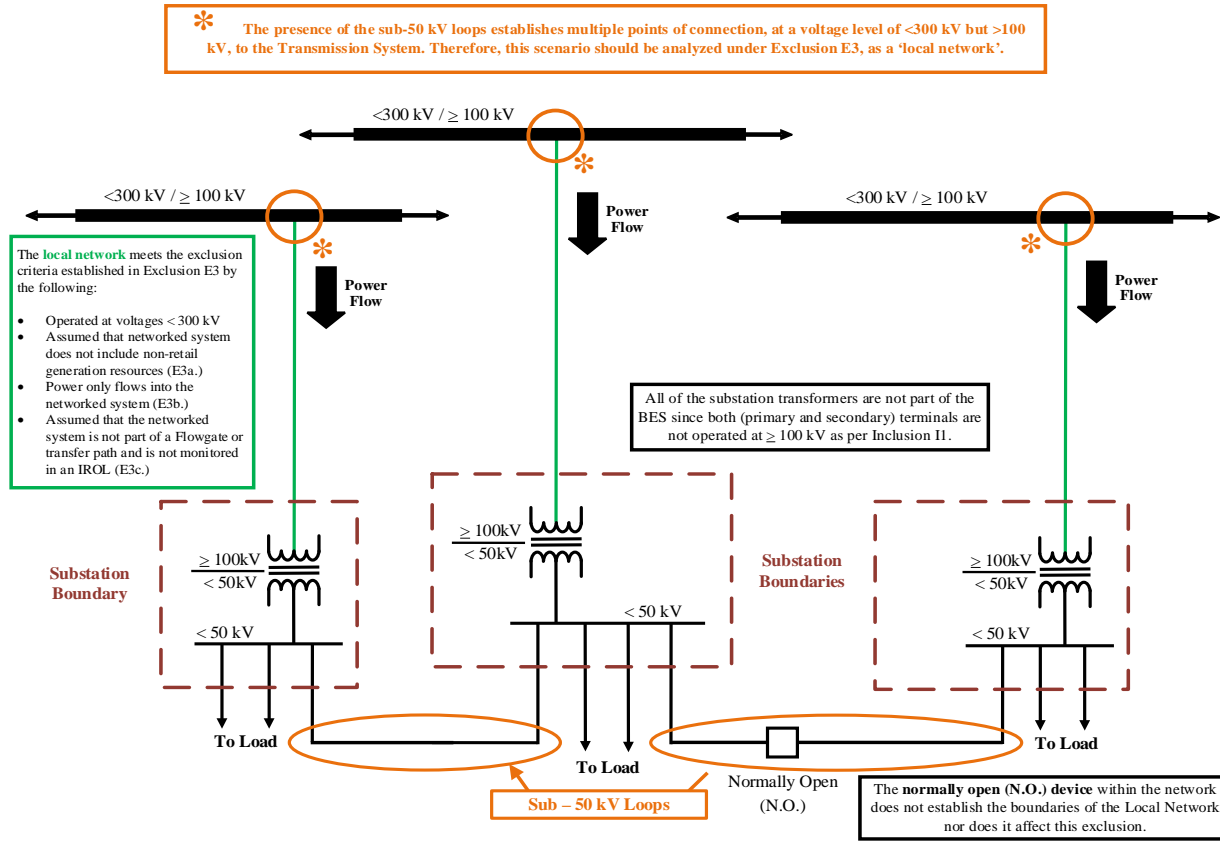 * The presence of the sub-50 kV loops establishes multiple points of connection, at a voltage level of <300 kV but >100
kV, to the Transmission System. Therefore, this scenario should be analyzed under Exclusion E3, as a ‘local network’.
<300 kV / ≥ 100 kV
*
Power
Flow
<300 kV / ≥ 100 kV
*
Power
Flow
<300 kV / ≥ 100 kV
*
Power
Flow
The local network meets the exclusion
criteria established in Exclusion E3 by
the following:
• Operated at voltages < 300 kV
• Assumed that networked system
does not include non-retail
generation resources (E3a.)
• Power only flows into the
networked system (E3b.)
• Assumed that the networked
system is not part of a Flowgate or
transfer path and is not monitored
in an IROL (E3c.)
All of the substation transformers are not part of the
BES since both (primary and secondary) terminals are
not operated at ≥ 100 kV as per Inclusion I1.
Substation
Boundary
≥ 100kV
< 50kV
< 50 kV
To Load
≥ 100kV
< 50kV
< 50 kV
To Load
Substation
Boundaries
≥ 100kV
< 50kV
< 50 kV
To Load
Sub – 50 kV Loops
Normally Open
(N.O.)
The normally open (N.O.) device within the network
does not establish the boundaries of the Local Network
nor does it affect this exclusion.